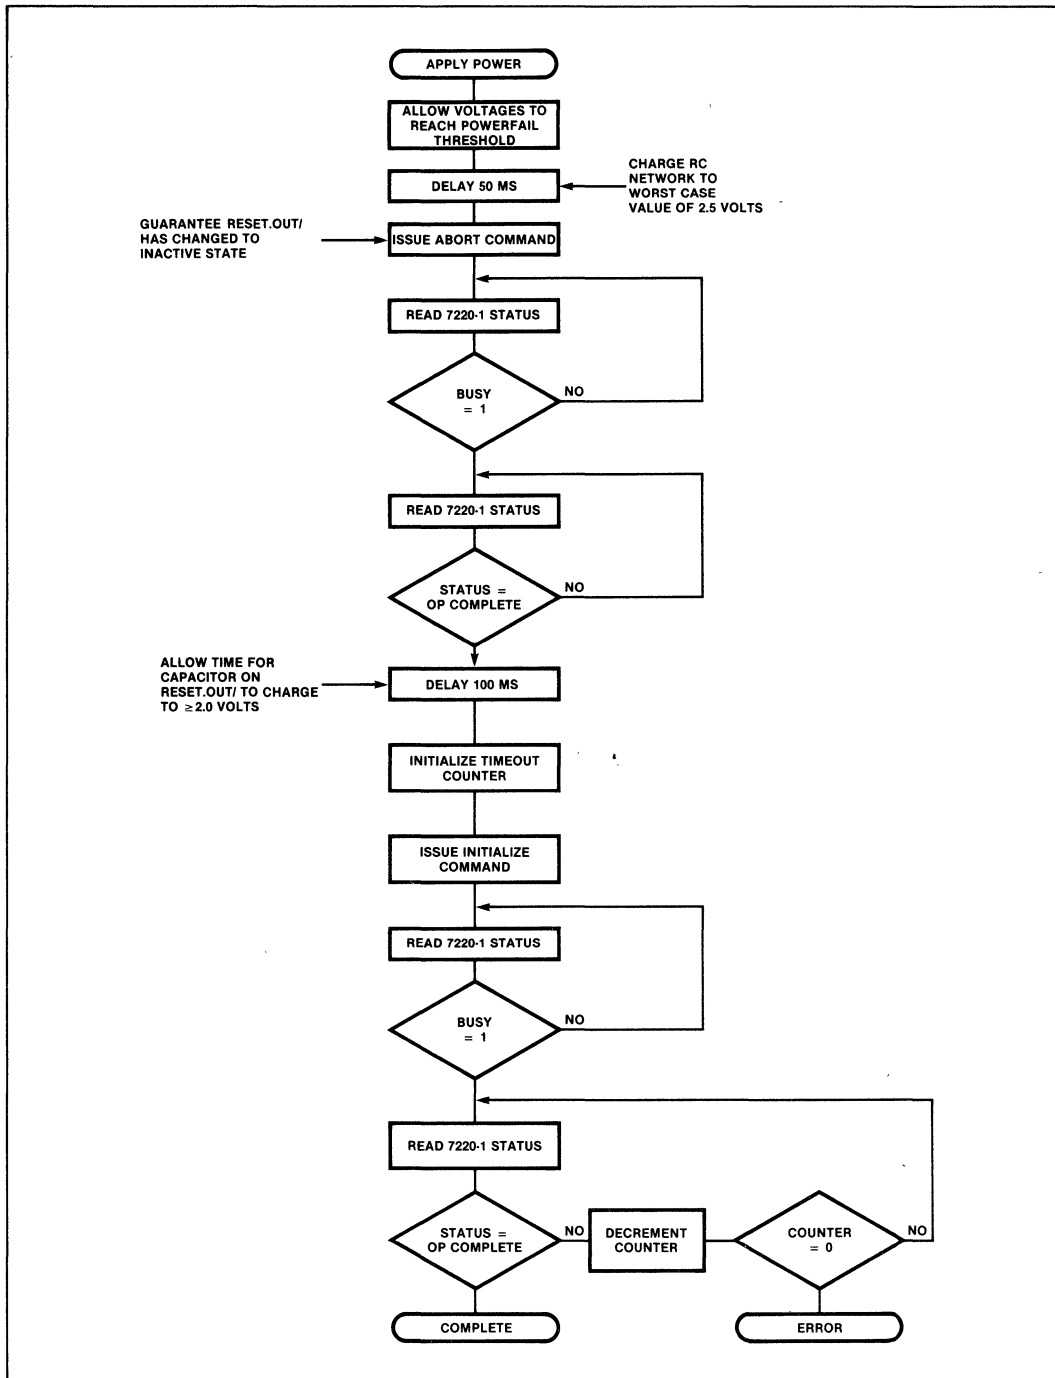 APPLY POWER
ALLOW VOLTAGES TO
REACH POWERFAIL
THRESHOLD
DELAY 50 MS
CHARGE RC
NETWORK TO
WORST CASE
VALUE OF 2.5 VOLTS
GUARANTEE RESET.OUT/
HAS CHANGED TO
INACTIVE STATE
ISSUE ABORT COMMAND
READ 7220-1 STATUS
BUSY
= 1
NO
READ 7220-1 STATUS
STATUS =
OP COMPLETE
NO
ALLOW TIME FOR
CAPACITOR ON
RESET.OUT/ TO CHARGE
TO ≥2.0 VOLTS
DELAY 100 MS
INITIALIZE TIMEOUT
COUNTER
ISSUE INITIALIZE
COMMAND
READ 7220-1 STATUS
BUSY
= 1
NO
READ 7220-1 STATUS
STATUS =
OP COMPLETE
NO
DECREMENT
COUNTER
COUNTER
= 0
NO
COMPLETE
ERROR